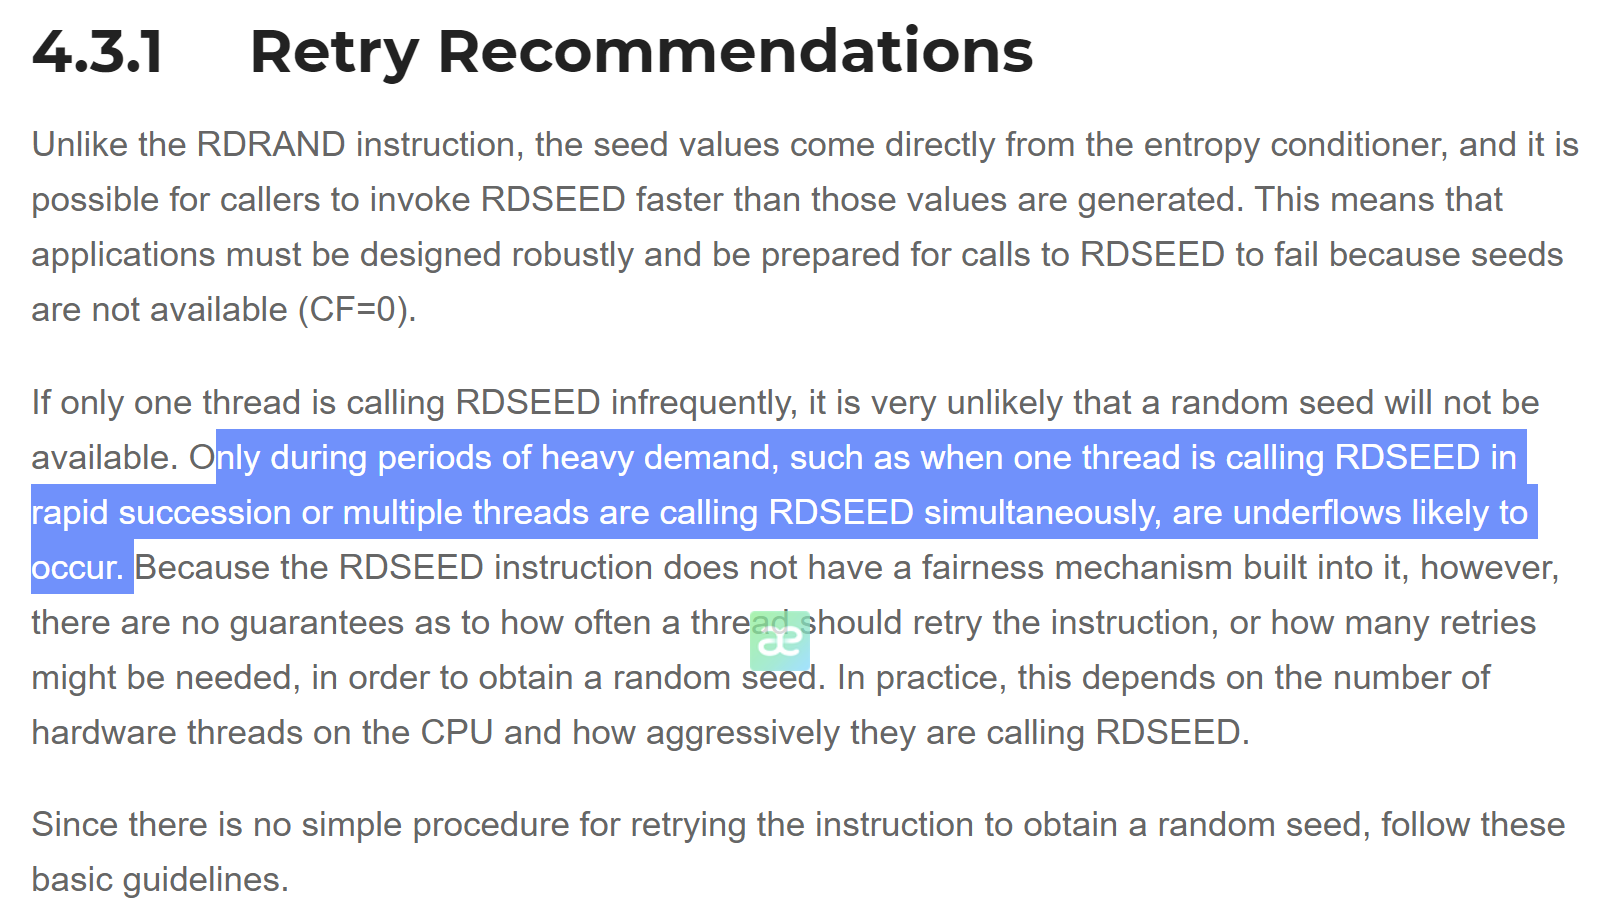 4.3.1 Retry Recommendations
Unlike the RDRAND instruction, the seed values come directly from the entropy conditioner, and it is
possible for callers to invoke RDSEED faster than those values are generated. This means that
applications must be designed robustly and be prepared for calls to RDSEED to fail because seeds
are not available (CF=0).
If only one thread is calling RDSEED infrequently, it is very unlikely that a random seed will not be
available. Only during periods of heavy demand, such as when one thread is calling RDSEED in
rapid succession or multiple threads are calling RDSEED simultaneously, are underflows likely to
occur. Because the RDSEED instruction does not have a fairness mechanism built into it, however,
there are no guarantees as to how often a thread should retry the instruction, or how many retries
might be needed, in order to obtain a random seed. In practice, this depends on the number of
hardware threads on the CPU and how aggressively they are calling RDSEED.
Since there is no simple procedure for retrying the instruction to obtain a random seed, follow these
basic guidelines.